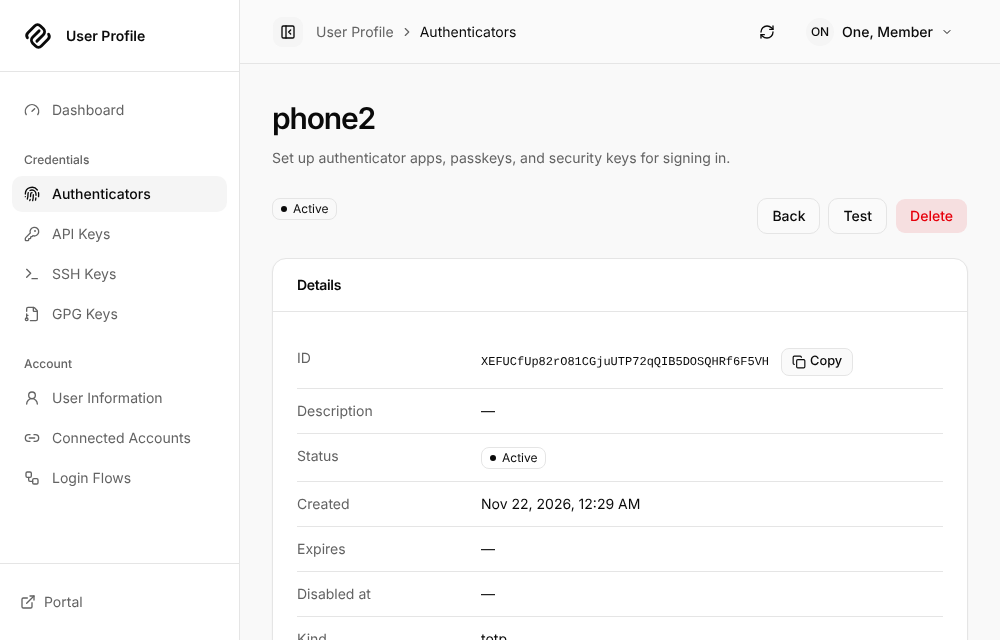 User Profile
Dashboard
Credentials
Authenticators
API Keys
SSH Keys
GPG Keys
Account
User Information
Connected Accounts
Login Flows
Portal
User Profile > Authenticators
ON One, Member
phone2
Set up authenticator apps, passkeys, and security keys for signing in.
Active
Back Test Delete
Details
ID XEFUCfUp82rO81CGjuUTP72qQIB5DOSQHRf6F5VH Copy
Description —
Status Active
Created Nov 22, 2026, 12:29 AM
Expires —
Disabled at —
Kind totp